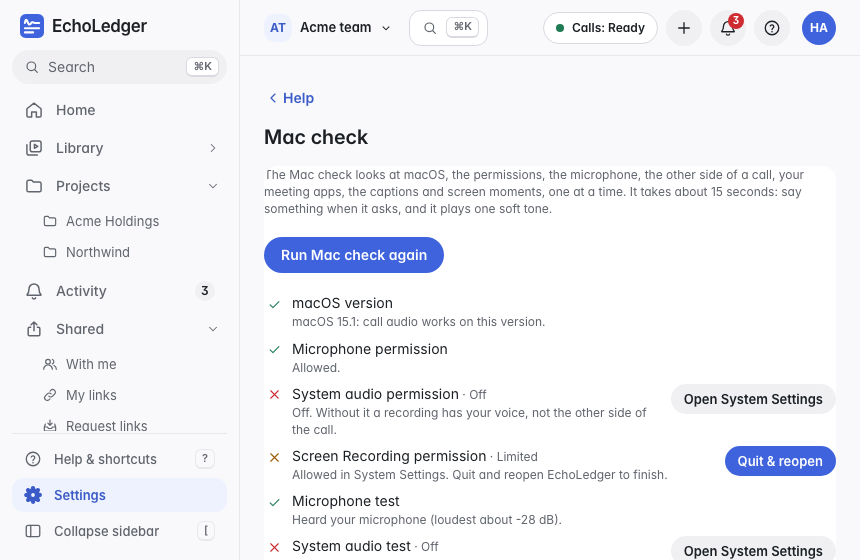 EchoLedger
Search ⌘K
Home
Library
Projects
Acme Holdings
Northwind
Activity 3
Shared
With me
My links
Request links
Help & shortcuts ?
Settings
Collapse sidebar [
AT Acme team ⌘K Calls: Ready 3 HA
Help
Mac check
The Mac check looks at macOS, the permissions, the microphone, the other side of a call, your
meeting apps, the captions and screen moments, one at a time. It takes about 15 seconds: say
something when it asks, and it plays one soft tone.
Run Mac check again
macOS version
macOS 15.1: call audio works on this version.
Microphone permission
Allowed.
System audio permission · Off
Off. Without it a recording has your voice, not the other side of
the call.
Open System Settings
Screen Recording permission · Limited
Allowed in System Settings. Quit and reopen EchoLedger to finish.
Quit & reopen
Microphone test
Heard your microphone (loudest about -28 dB).
System audio test · Off
Open System Settings